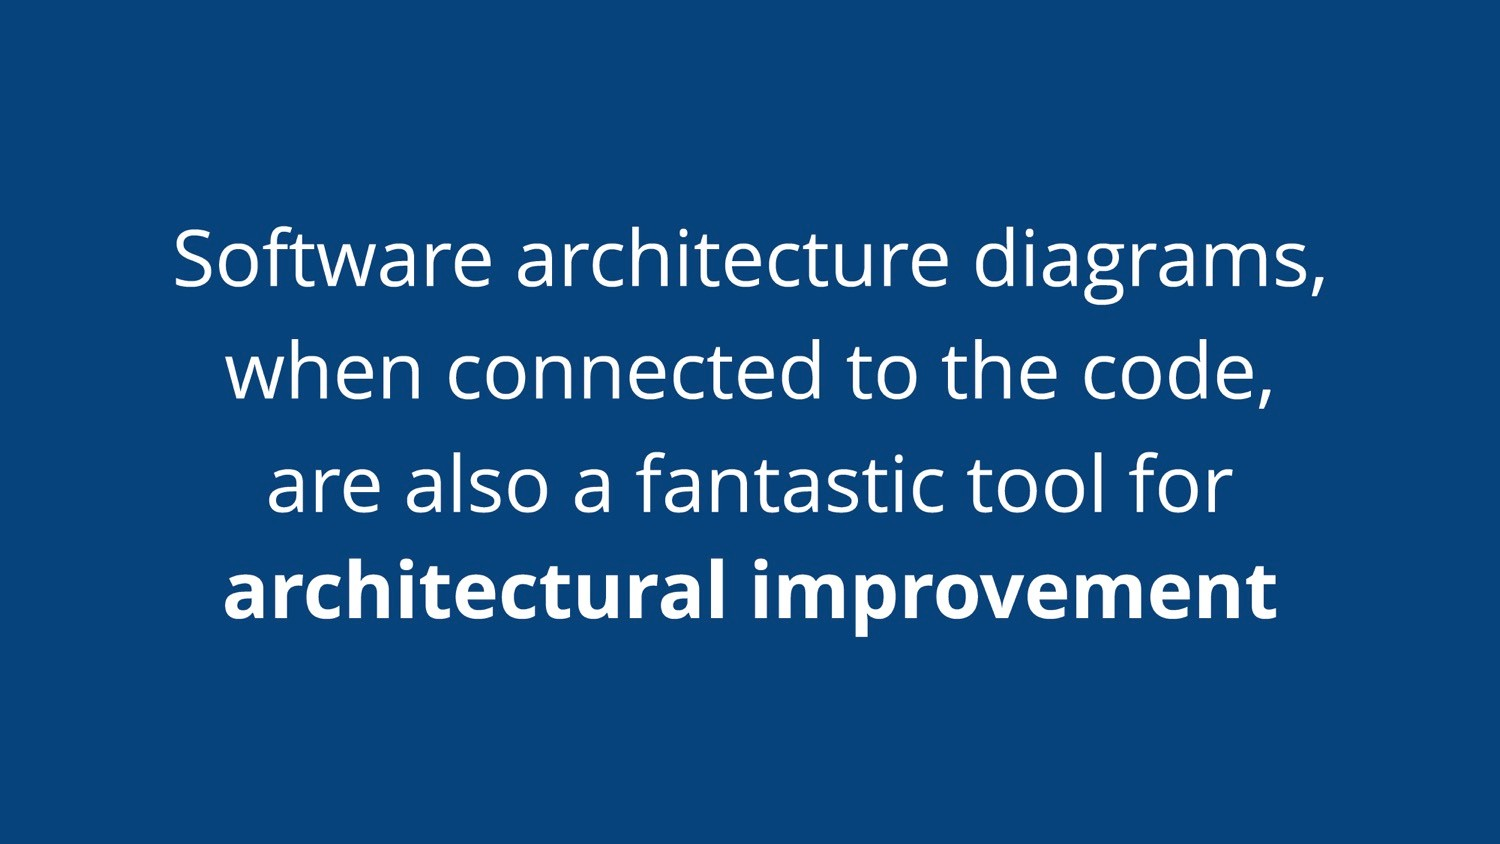 Software architecture diagrams,
when connected to the code,
are also a fantastic tool for
architectural improvement